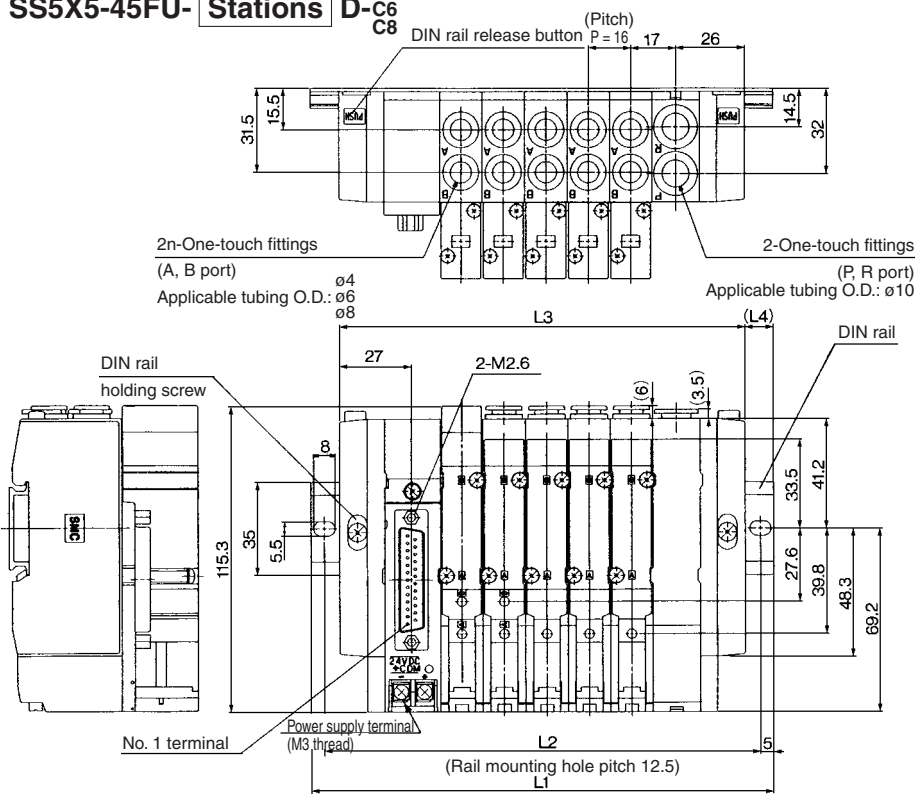 SS5X5-45FU- Stations D-C6
C8
DIN rail release button
(Pitch)
P = 16
17
26
31.5
15.5
14.5
32
PUSH
PUSH
A
A
A
A
A
R
B
B
B
B
B
P
2n-One-touch fittings
(A, B port)
Applicable tubing O.D.: ø4
ø6
ø8
2-One-touch fittings
(P, R port)
Applicable tubing O.D.: ø10
L3
(L4)
DIN rail
DIN rail
holding screw
27
2-M2.6
(6)
(3.5)
8
35
5.5
115.3
SMC
33.5
41.2
27.6
39.8
48.3
69.2
24VDC
+COM
- +
Power supply terminal
(M3 thread)
No. 1 terminal
L2
5
(Rail mounting hole pitch 12.5)
L1